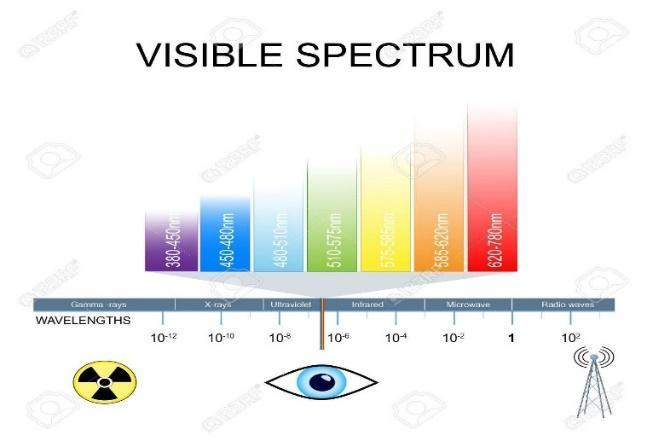 VISIBLE SPECTRUM
380-450nm
450-480nm
480-510nm
510-575nm
575-585nm
585-620nm
620-780nm
Gamma -rays X-rays Ultraviolet Infrared Microwave Radio waves
WAVELENGTHS
10⁻¹² 10⁻¹⁰ 10⁻⁸ 10⁻⁶ 10⁻⁴ 10⁻² 1 10²